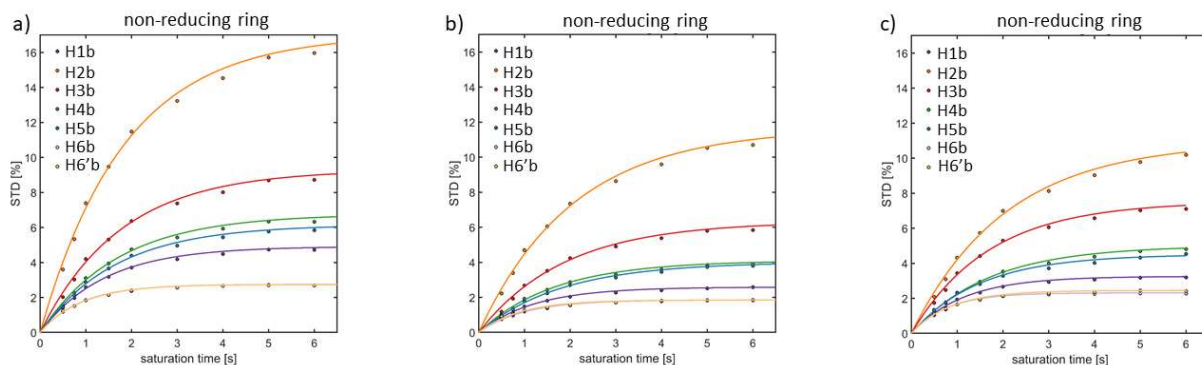 a)
non-reducing ring
16
14
12
10
8
6
4
2
0
STD [%]
H1b
H2b
H3b
H4b
H5b
H6b
H6'b
0 1 2 3 4 5 6
saturation time [s]
b)
non-reducing ring
16
14
12
10
8
6
4
2
0
STD [%]
H1b
H2b
H3b
H4b
H5b
H6b
H6'b
0 1 2 3 4 5 6
saturation time [s]
c)
non-reducing ring
16
14
12
10
8
6
4
2
0
STD [%]
H1b
H2b
H3b
H4b
H5b
H6b
H6'b
0 1 2 3 4 5 6
saturation time [s]